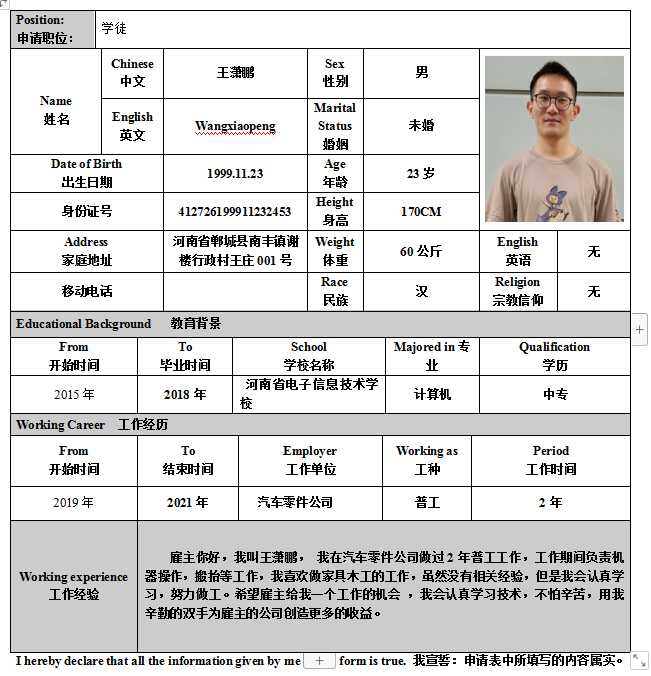 Position:
申请职位：
学徒
Name
姓名
Chinese
中文
王潇鹏
Sex
性别
男
English
英文
Wangxiaopeng
Marital
Status
婚姻
未婚
Date of Birth
出生日期
1999.11.23
Age
年龄
23 岁
身份证号
412726199911232453
Height
身高
170CM
Address
家庭地址
河南省郸城县南丰镇谢
楼行政村王庄 001 号
Weight
体重
60 公斤
English
英语
无
移动电话
Race
民族
汉
Religion
宗教信仰
无
Educational Background 教育背景
From
开始时间
To
毕业时间
School
学校名称
Majored in 专
业
Qualification
学历
2015 年
2018 年
河南省电子信息技术学
校
计算机
中专
Working Career 工作经历
From
开始时间
To
结束时间
Employer
工作单位
Working as
工种
Period
工作时间
2019 年
2021 年
汽车零件公司
普工
2 年
Working experience
工作经验
雇主你好，我叫王潇鹏， 我在汽车零件公司做过 2 年普工工作，工作期间负责机
器操作，搬抬等工作，我喜欢做家具木工的工作，虽然没有相关经验，但是我会认真学
习，努力做工。希望雇主给我一个工作的机会 ，我会认真学习技术，不怕辛苦，用我
辛勤的双手为雇主的公司创造更多的收益。
I hereby declare that all the information given by me form is true. 我宣誓：申请表中所填写的内容属实。